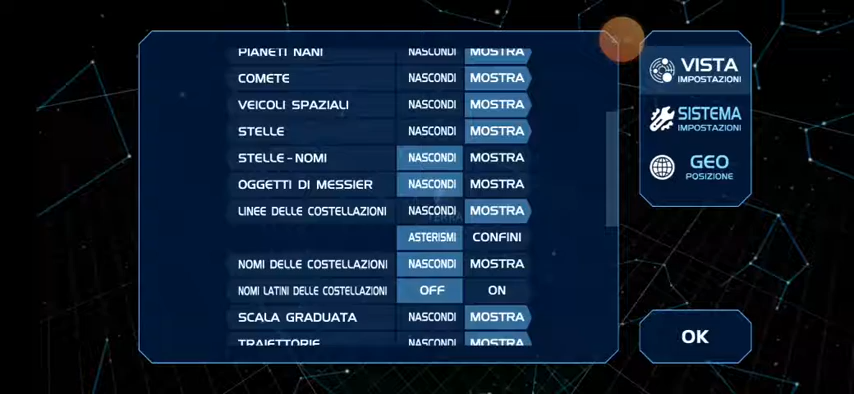 PIANETI NANI NASCONDI MOSTRA
COMETE NASCONDI MOSTRA
VEICOLI SPAZIALI NASCONDI MOSTRA
STELLE NASCONDI MOSTRA
STELLE-NOMI NASCONDI MOSTRA
OGGETTI DI MESSIER NASCONDI MOSTRA
LINEE DELLE COSTELLAZIONI NASCONDI MOSTRA
ASTERISMI CONFINI
NOMI DELLE COSTELLAZIONI NASCONDI MOSTRA
NOMI LATINI DELLE COSTELLAZIONI OFF ON
SCALA GRADUATA NASCONDI MOSTRA
TRAIETTORIE NASCONDI MOSTRA
VISTA
IMPOSTAZIONI
SISTEMA
IMPOSTAZIONI
GEO
POSIZIONE
OK